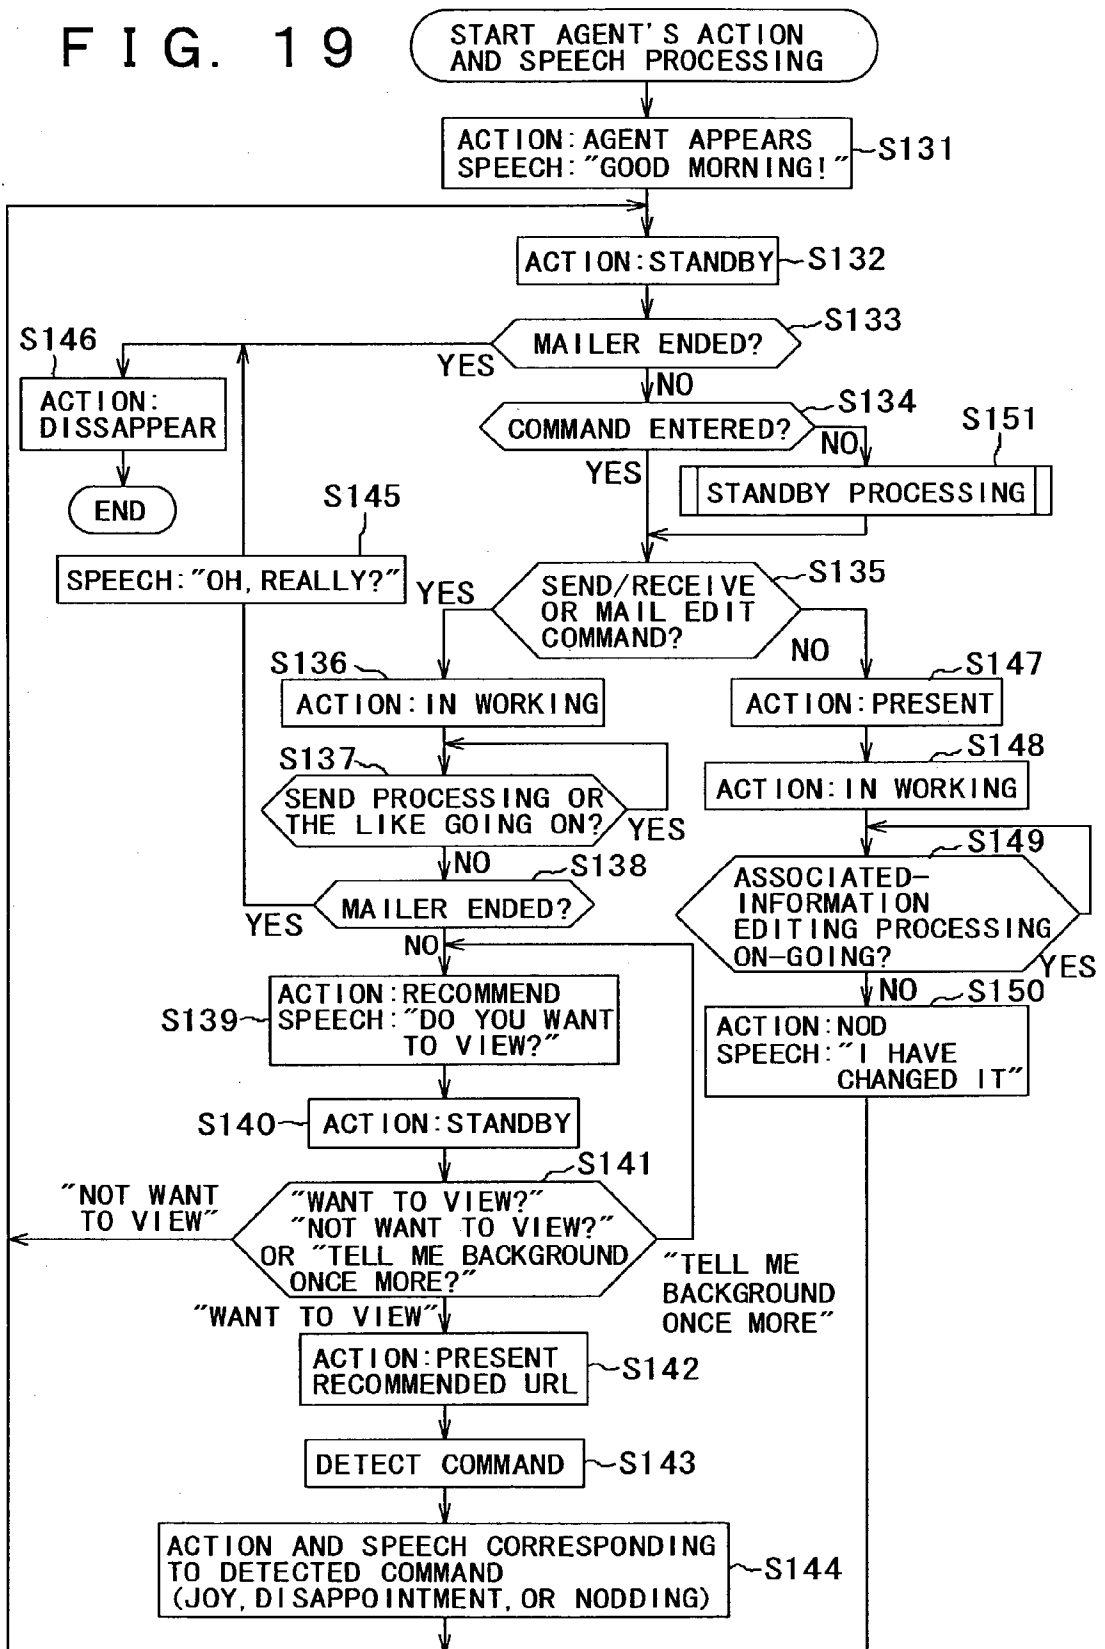 FIG. 19
START AGENT'S ACTION
AND SPEECH PROCESSING
ACTION:AGENT APPEARS
SPEECH:"GOOD MORNING!"
S131
ACTION:STANDBY
S132
S133
MAILER ENDED?
YES
NO
S146
ACTION:
DISSAPPEAR
END
S134
COMMAND ENTERED?
NO
YES
S151
STANDBY PROCESSING
S145
SPEECH:"OH,REALLY?"
S135
SEND/RECEIVE
OR MAIL EDIT
COMMAND?
YES
NO
S136
ACTION:IN WORKING
S137
SEND PROCESSING OR
THE LIKE GOING ON?
YES
NO
S138
MAILER ENDED?
YES
NO
S139
ACTION:RECOMMEND
SPEECH:"DO YOU WANT
TO VIEW?"
S140
ACTION:STANDBY
S141
"WANT TO VIEW?"
"NOT WANT TO VIEW?"
OR "TELL ME BACKGROUND
ONCE MORE?"
"NOT WANT
TO VIEW"
"TELL ME
BACKGROUND
ONCE MORE"
"WANT TO VIEW"
ACTION:PRESENT
RECOMMENDED URL
S142
DETECT COMMAND
S143
ACTION AND SPEECH CORRESPONDING
TO DETECTED COMMAND
(JOY,DISAPPOINTMENT,OR NODDING)
S144
S147
ACTION:PRESENT
S148
ACTION:IN WORKING
S149
ASSOCIATED-
INFORMATION
EDITING PROCESSING
ON-GOING?
YES
NO
S150
ACTION:NOD
SPEECH:"I HAVE
CHANGED IT"